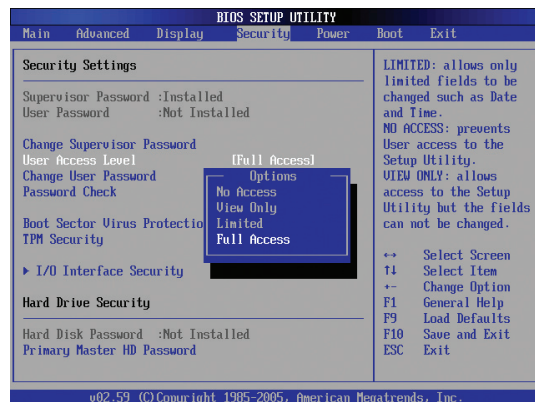 BIOS SETUP UTILITY
Main Advanced Display Security Power Boot Exit
Security Settings
Supervisor Password :Installed
User Password :Not Installed
Change Supervisor Password
User Access Level [Full Access]
Change User Password
Password Check
Boot Sector Virus Protectio
TPM Security
I/O Interface Security
Hard Drive Security
Hard Disk Password :Not Installed
Primary Master HD Password
Options
No Access
View Only
Limited
Full Access
LIMITED: allows only
limited fields to be
changed such as Date
and Time.
NO ACCESS: prevents
User access to the
Setup Utility.
VIEW ONLY: allows
access to the Setup
Utility but the fields
can not be changed.
↔ Select Screen
↑↓ Select Item
+- Change Option
F1 General Help
F9 Load Defaults
F10 Save and Exit
ESC Exit
v02.59 (C)Copyright 1985-2005, American Megatrends, Inc.